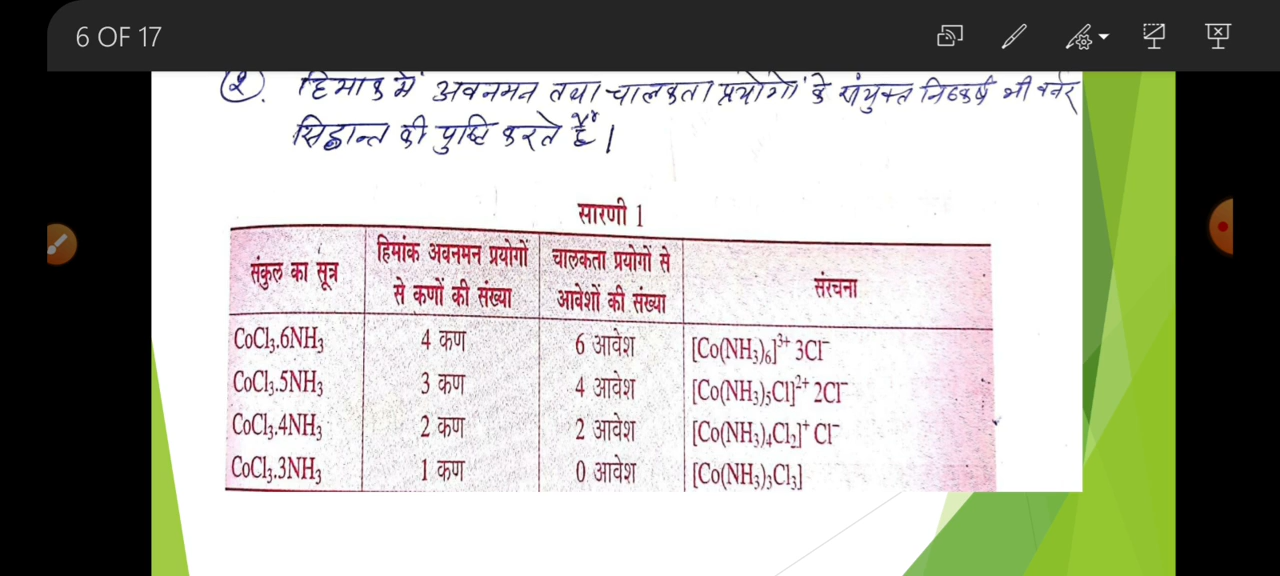 6 OF 17
(2). हिमांक में अवनमन तथा चालकता प्रयोगों के संयुक्त निष्कर्ष भी वर्नर
सिद्धान्त की पुष्टि करते हैं।
सारणी 1
संकुल का सूत्र | हिमांक अवनमन प्रयोगों से कणों की संख्या | चालकता प्रयोगों से आवेशों की संख्या | संरचना
CoCl₃.6NH₃ | 4 कण | 6 आवेश | [Co(NH₃)₆]³⁺ 3Cl⁻
CoCl₃.5NH₃ | 3 कण | 4 आवेश | [Co(NH₃)₅Cl]²⁺ 2Cl⁻
CoCl₃.4NH₃ | 2 कण | 2 आवेश | [Co(NH₃)₄Cl₂]⁺ Cl⁻
CoCl₃.3NH₃ | 1 कण | 0 आवेश | [Co(NH₃)₃Cl₃]